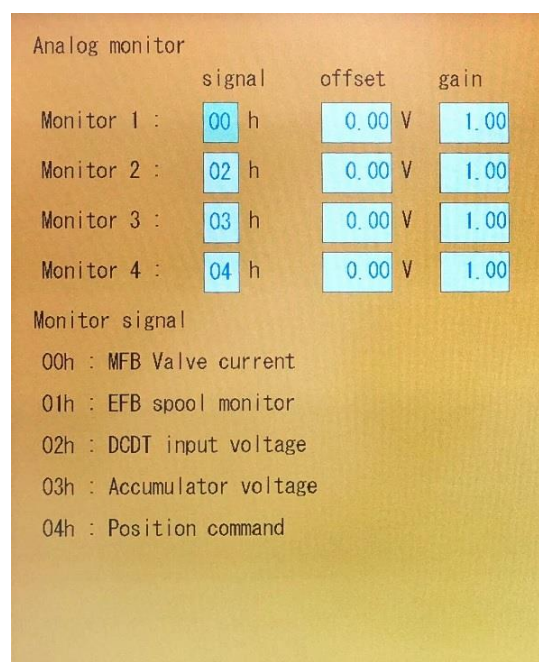 Analog monitor
signal offset gain
Monitor 1 : 00 h 0.00 V 1.00
Monitor 2 : 02 h 0.00 V 1.00
Monitor 3 : 03 h 0.00 V 1.00
Monitor 4 : 04 h 0.00 V 1.00
Monitor signal
00h : MFB Valve current
01h : EFB spool monitor
02h : DCDT input voltage
03h : Accumulator voltage
04h : Position command